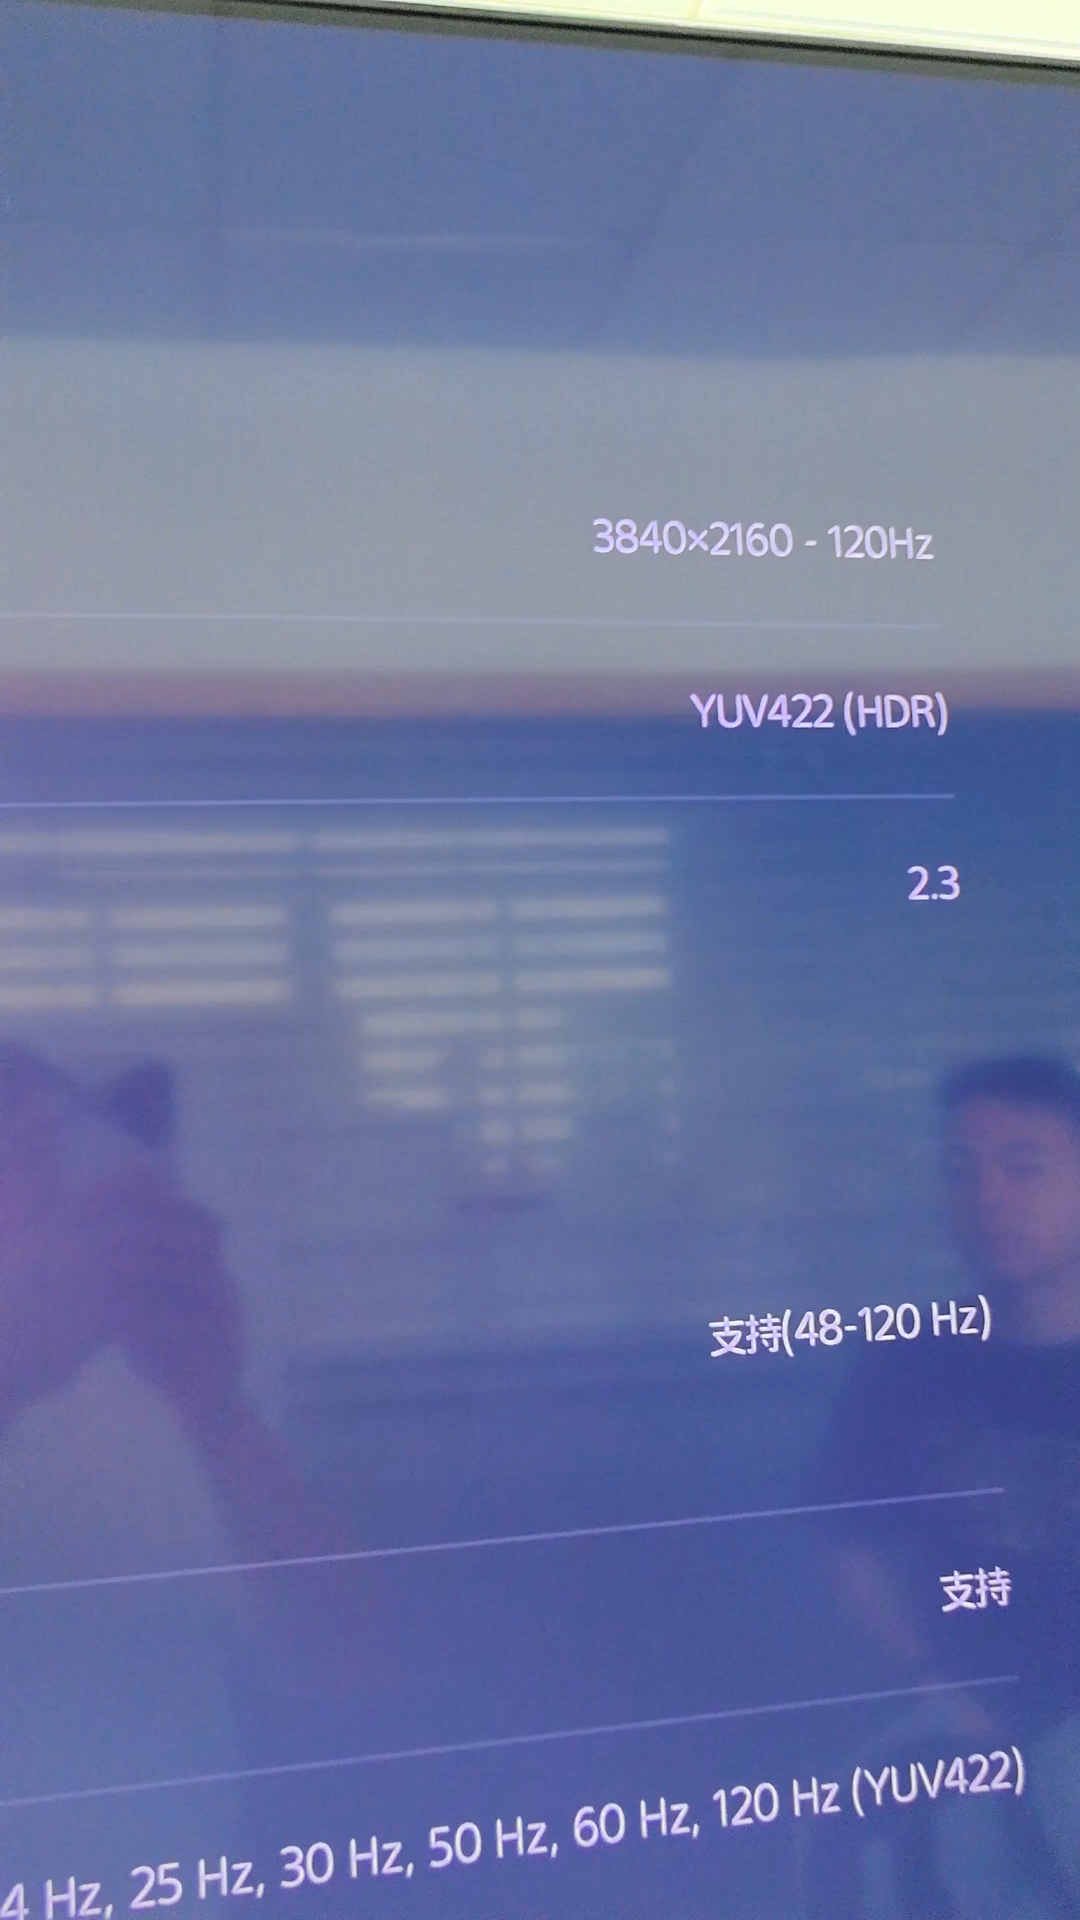 3840×2160 - 120Hz
YUV422 (HDR)
2.3
支持(48-120 Hz)
支持
4 Hz, 25 Hz, 30 Hz, 50 Hz, 60 Hz, 120 Hz (YUV422)